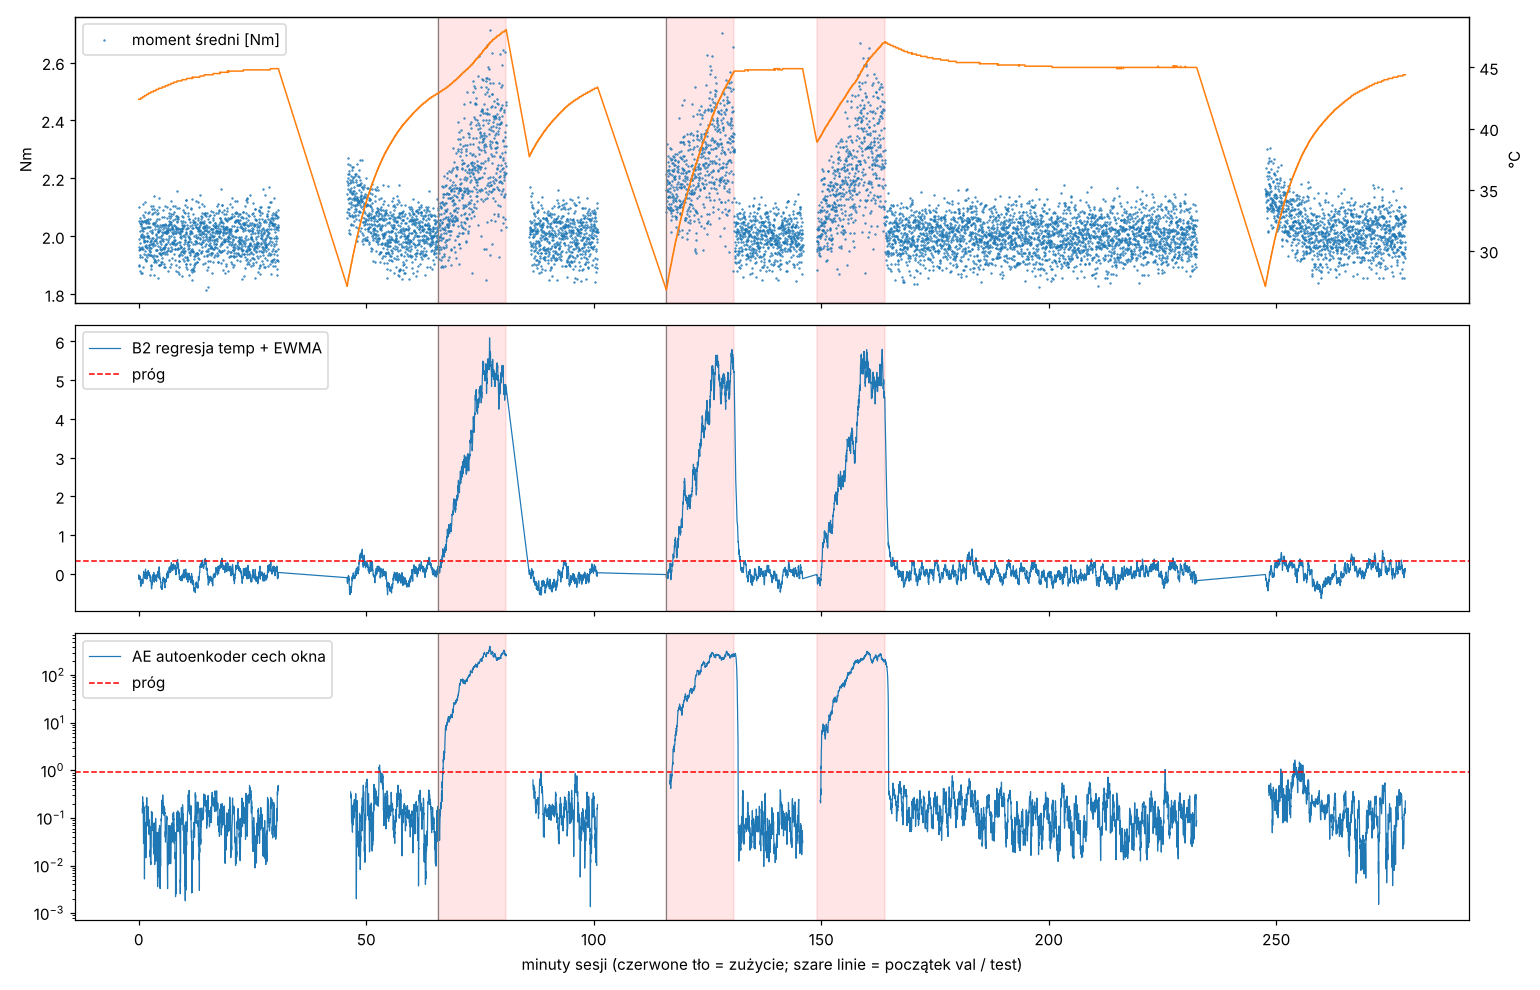 moment średni [Nm]
2.6
2.4
2.2
2.0
1.8
Nm
45
40
35
30
°C
B2 regresja temp + EWMA
próg
6
5
4
3
2
1
0
AE autoenkoder cech okna
próg
10²
10¹
10⁰
10⁻¹
10⁻²
10⁻³
0 50 100 150 200 250
minuty sesji (czerwone tło = zużycie; szare linie = początek val / test)